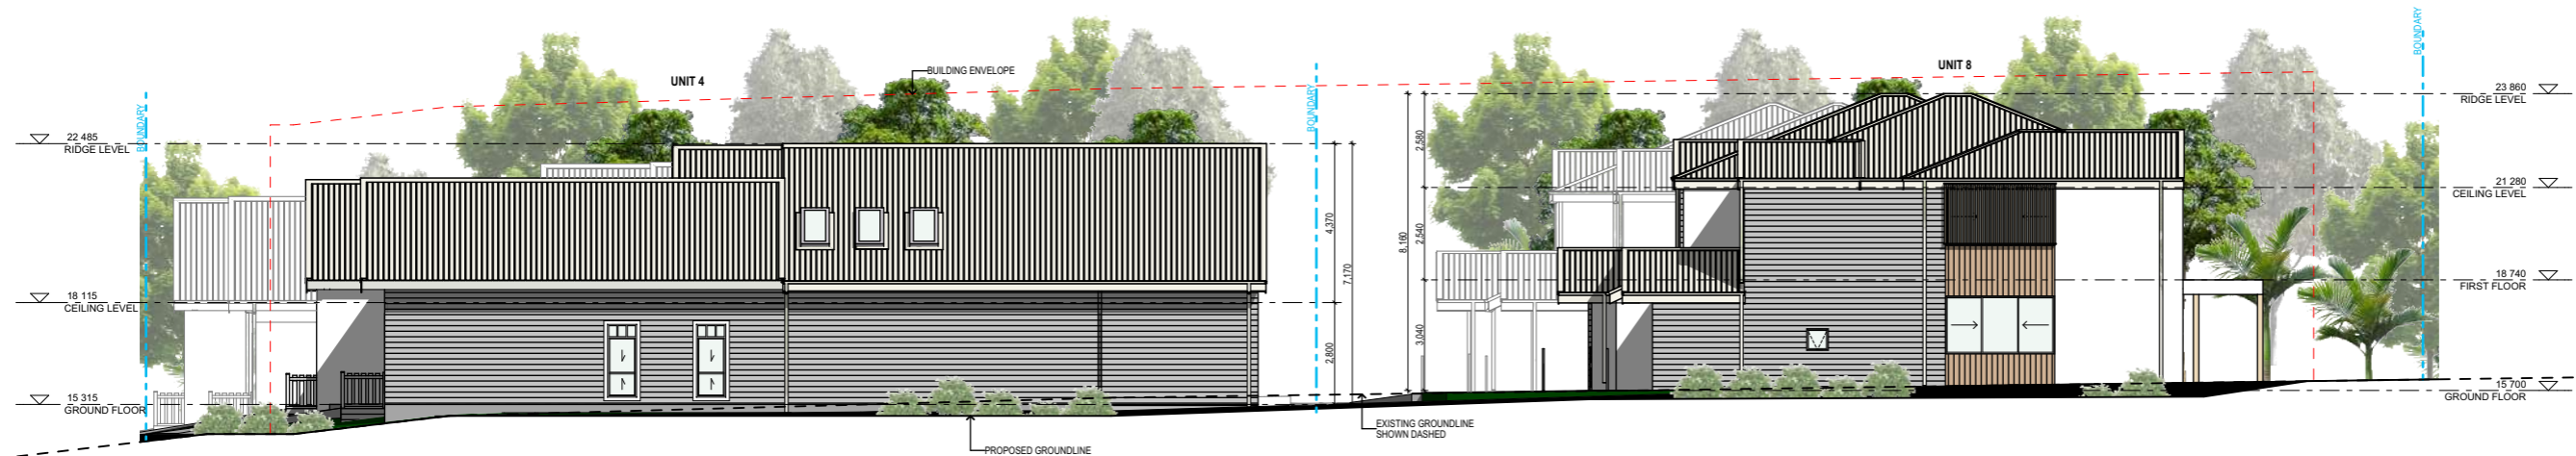 UNIT 4
BUILDING ENVELOPE
BOUNDARY
22 485
RIDGE LEVEL
18 115
CEILING LEVEL
15 315
GROUND FLOOR
4,370
2,800
7,170
PROPOSED GROUNDLINE
BOUNDARY
EXISTING GROUNDLINE
SHOWN DASHED
8,160
2,580
2,540
3,040
UNIT 8
BOUNDARY
23 860
RIDGE LEVEL
21 280
CEILING LEVEL
18 740
FIRST FLOOR
15 700
GROUND FLOOR